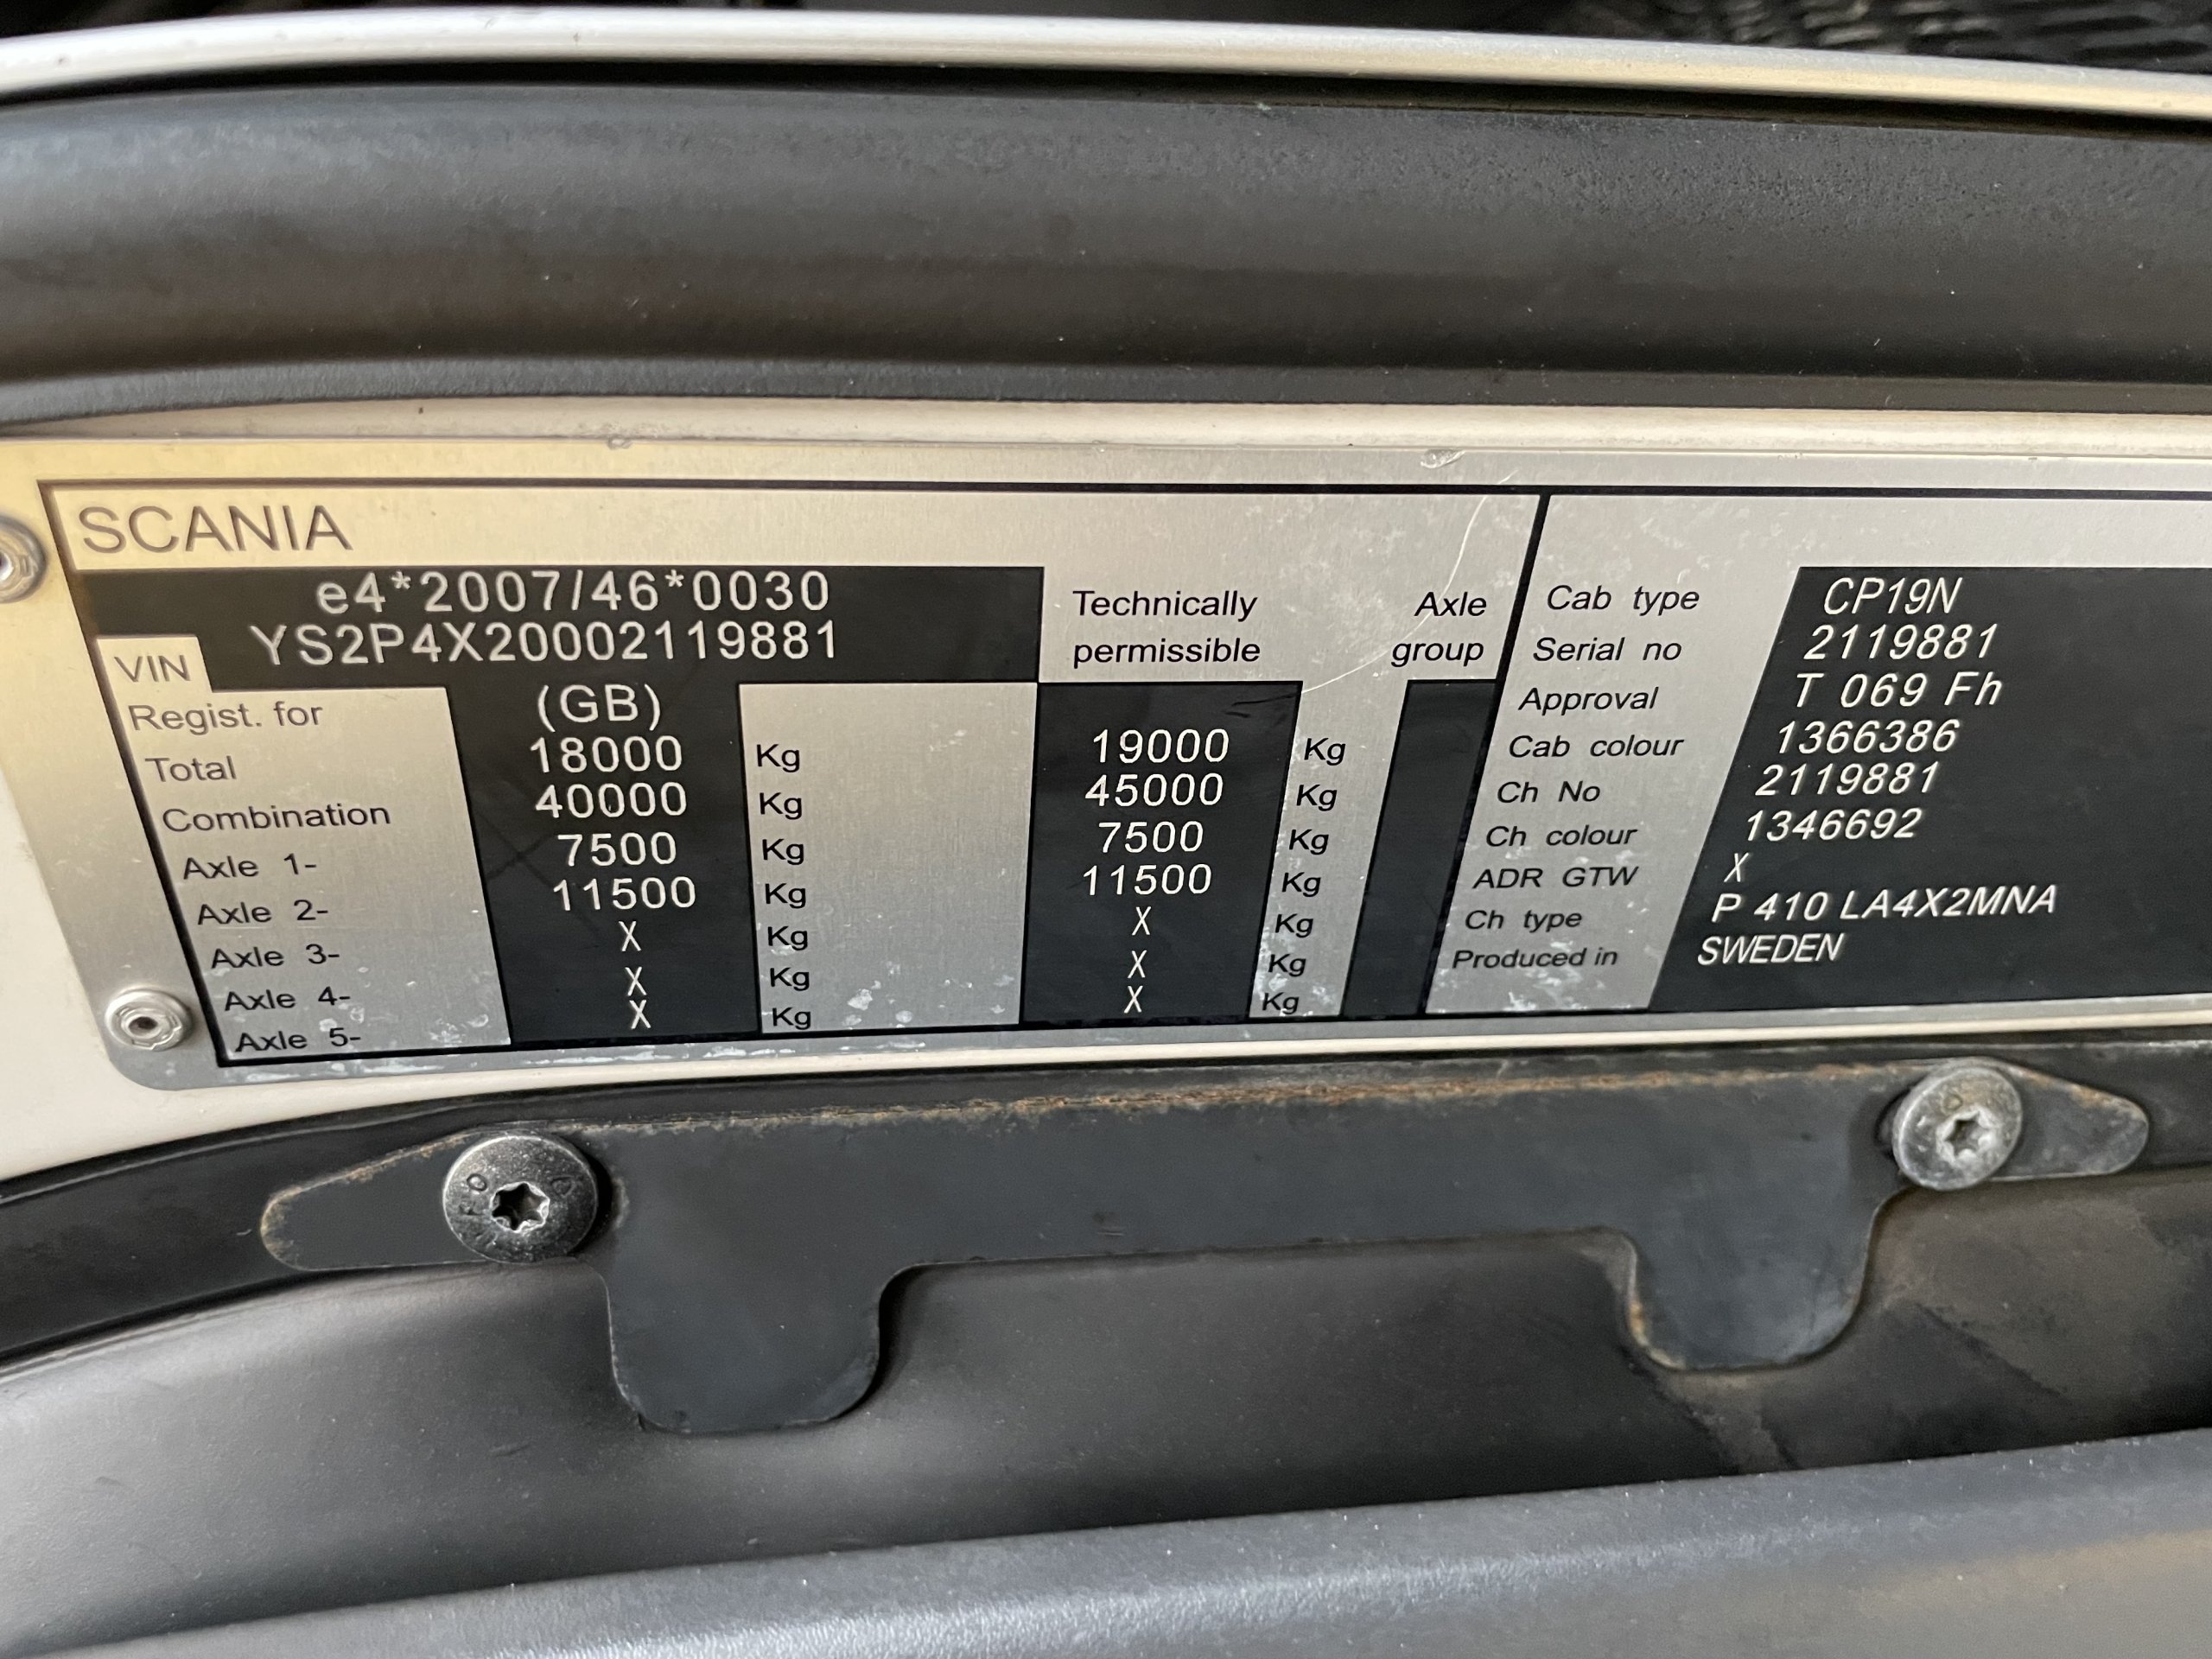 SCANIA
e4*2007/46*0030
VIN YS2P4X20002119881
Technically permissible
Axle group
Regist. for (GB)
Total 18000 Kg 19000 Kg
Combination 40000 Kg 45000 Kg
Axle 1- 7500 Kg 7500 Kg
Axle 2- 11500 Kg 11500 Kg
Axle 3- X Kg X Kg
Axle 4- X Kg X Kg
Axle 5- X Kg X Kg
Cab type CP19N
Serial no 2119881
Approval T 069 Fh
Cab colour 1366386
Ch No 2119881
Ch colour 1346692
ADR GTW X
Ch type P 410 LA4X2MNA
Produced in SWEDEN